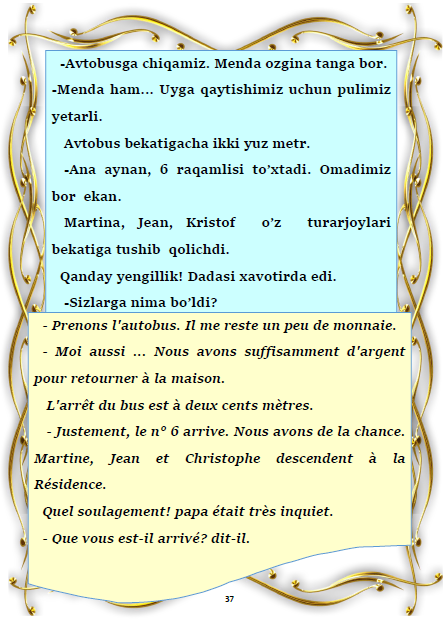 -Avtobusga chiqamiz. Menda ozgina tanga bor.
-Menda ham... Uyga qaytishimiz uchun pulimiz
yetarli.
Avtobus bekatigacha ikki yuz metr.
-Ana aynan, 6 raqamlisi to’xtadi. Omadimiz
bor ekan.
Martina, Jean, Kristof o’z turarjoylari
bekatiga tushib qolichdi.
Qanday yengillik! Dadasi xavotirda edi.
-Sizlarga nima bo’ldi?
- Prenons l'autobus. Il me reste un peu de monnaie.
- Moi aussi ... Nous avons suffisamment d'argent
pour retourner à la maison.
L'arrêt du bus est à deux cents mètres.
- Justement, le n° 6 arrive. Nous avons de la chance.
Martine, Jean et Christophe descendent à la
Résidence.
Quel soulagement! papa était très inquiet.
- Que vous est-il arrivé? dit-il.
37